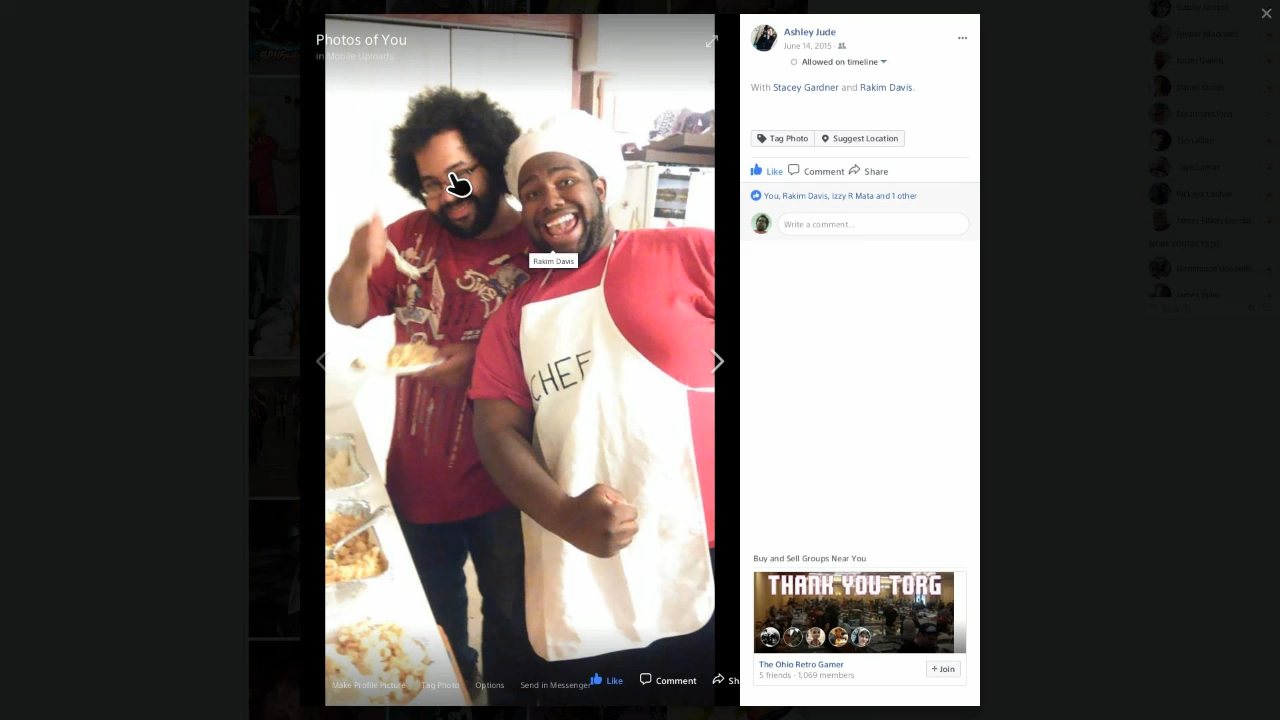 Photos of You
in Mobile Uploads
Rakim Davis
CHEF
Make Profile Picture
Tag Photo
Options
Send in Messenger
Like
Comment
Sh
Ashley Jude
June 14, 2015 ·
Allowed on timeline
With Stacey Gardner and Rakim Davis.
Tag Photo
Suggest Location
Like
Comment
Share
You, Rakim Davis, Izzy R Mata and 1 other
Write a comment...
Buy and Sell Groups Near You
THANK YOU TORG
The Ohio Retro Gamer
5 friends · 1,069 members
+ Join